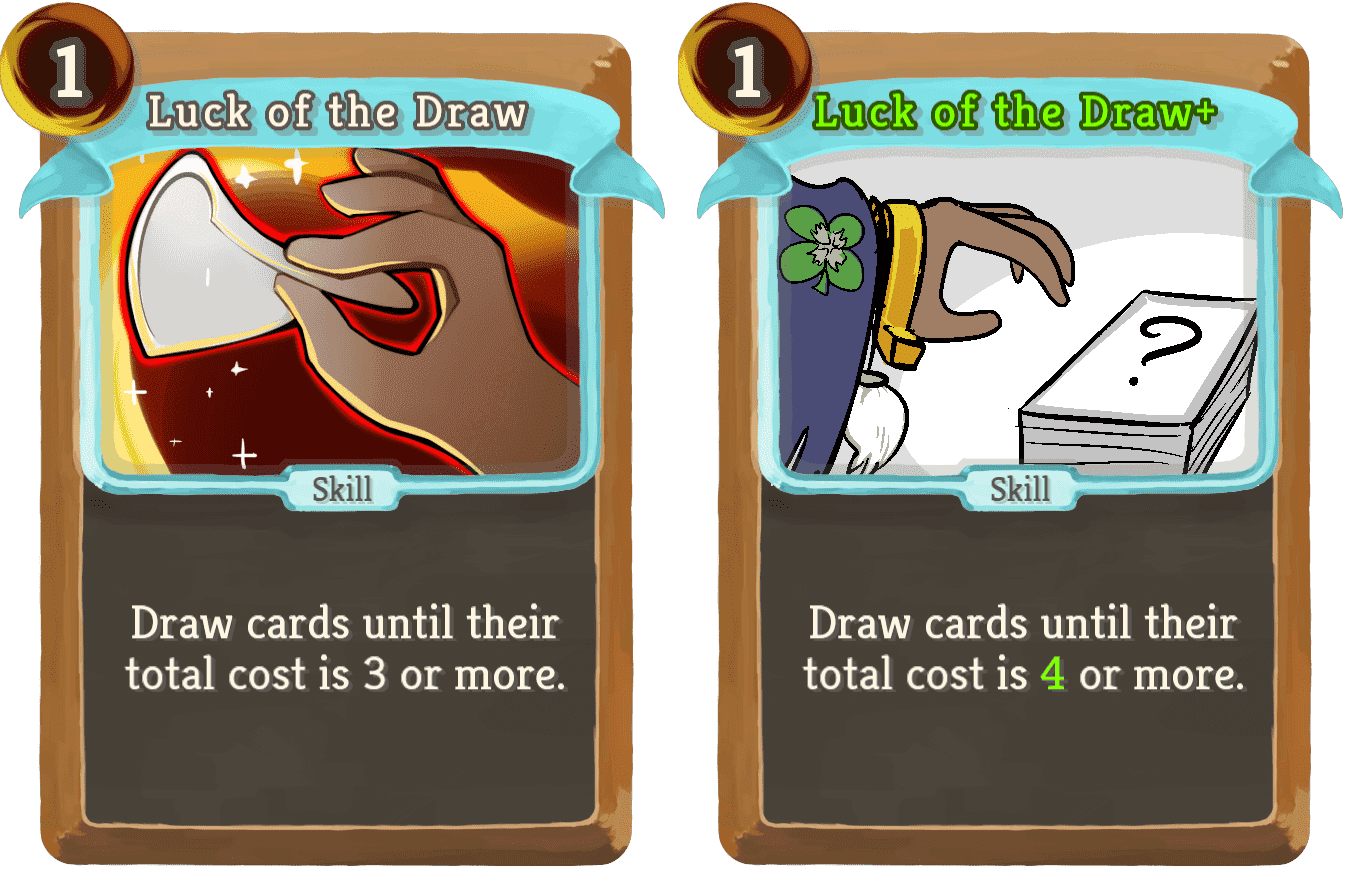 1
Luck of the Draw
Skill
Draw cards until their
total cost is 3 or more.
1
Luck of the Draw+
?
Skill
Draw cards until their
total cost is 4 or more.